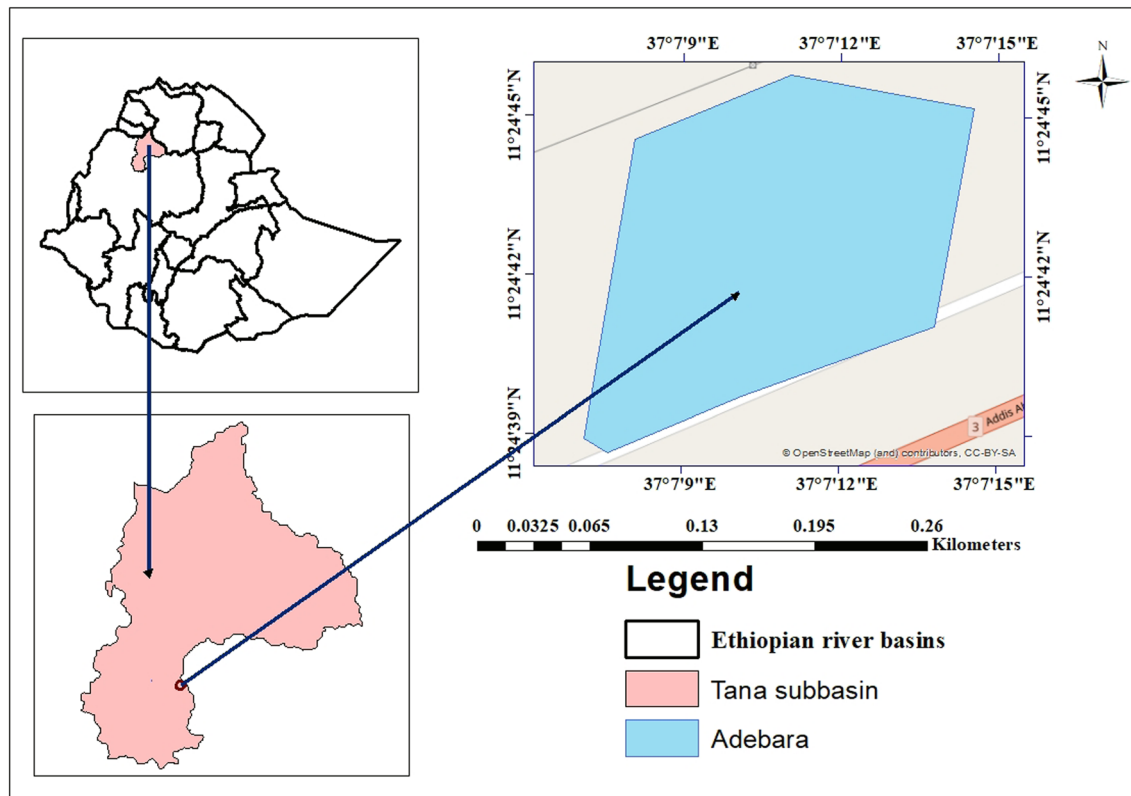 37°7'9"E 37°7'12"E 37°7'15"E
N
11°24'45"N
11°24'45"N
11°24'42"N
11°24'42"N
11°24'39"N
3 Addis
© OpenStreetMap (and) contributors, CC-BY-SA
37°7'9"E 37°7'12"E 37°7'15"E
0 0.0325 0.065 0.13 0.195 0.26
Kilometers
Legend
Ethiopian river basins
Tana subbasin
Adebara